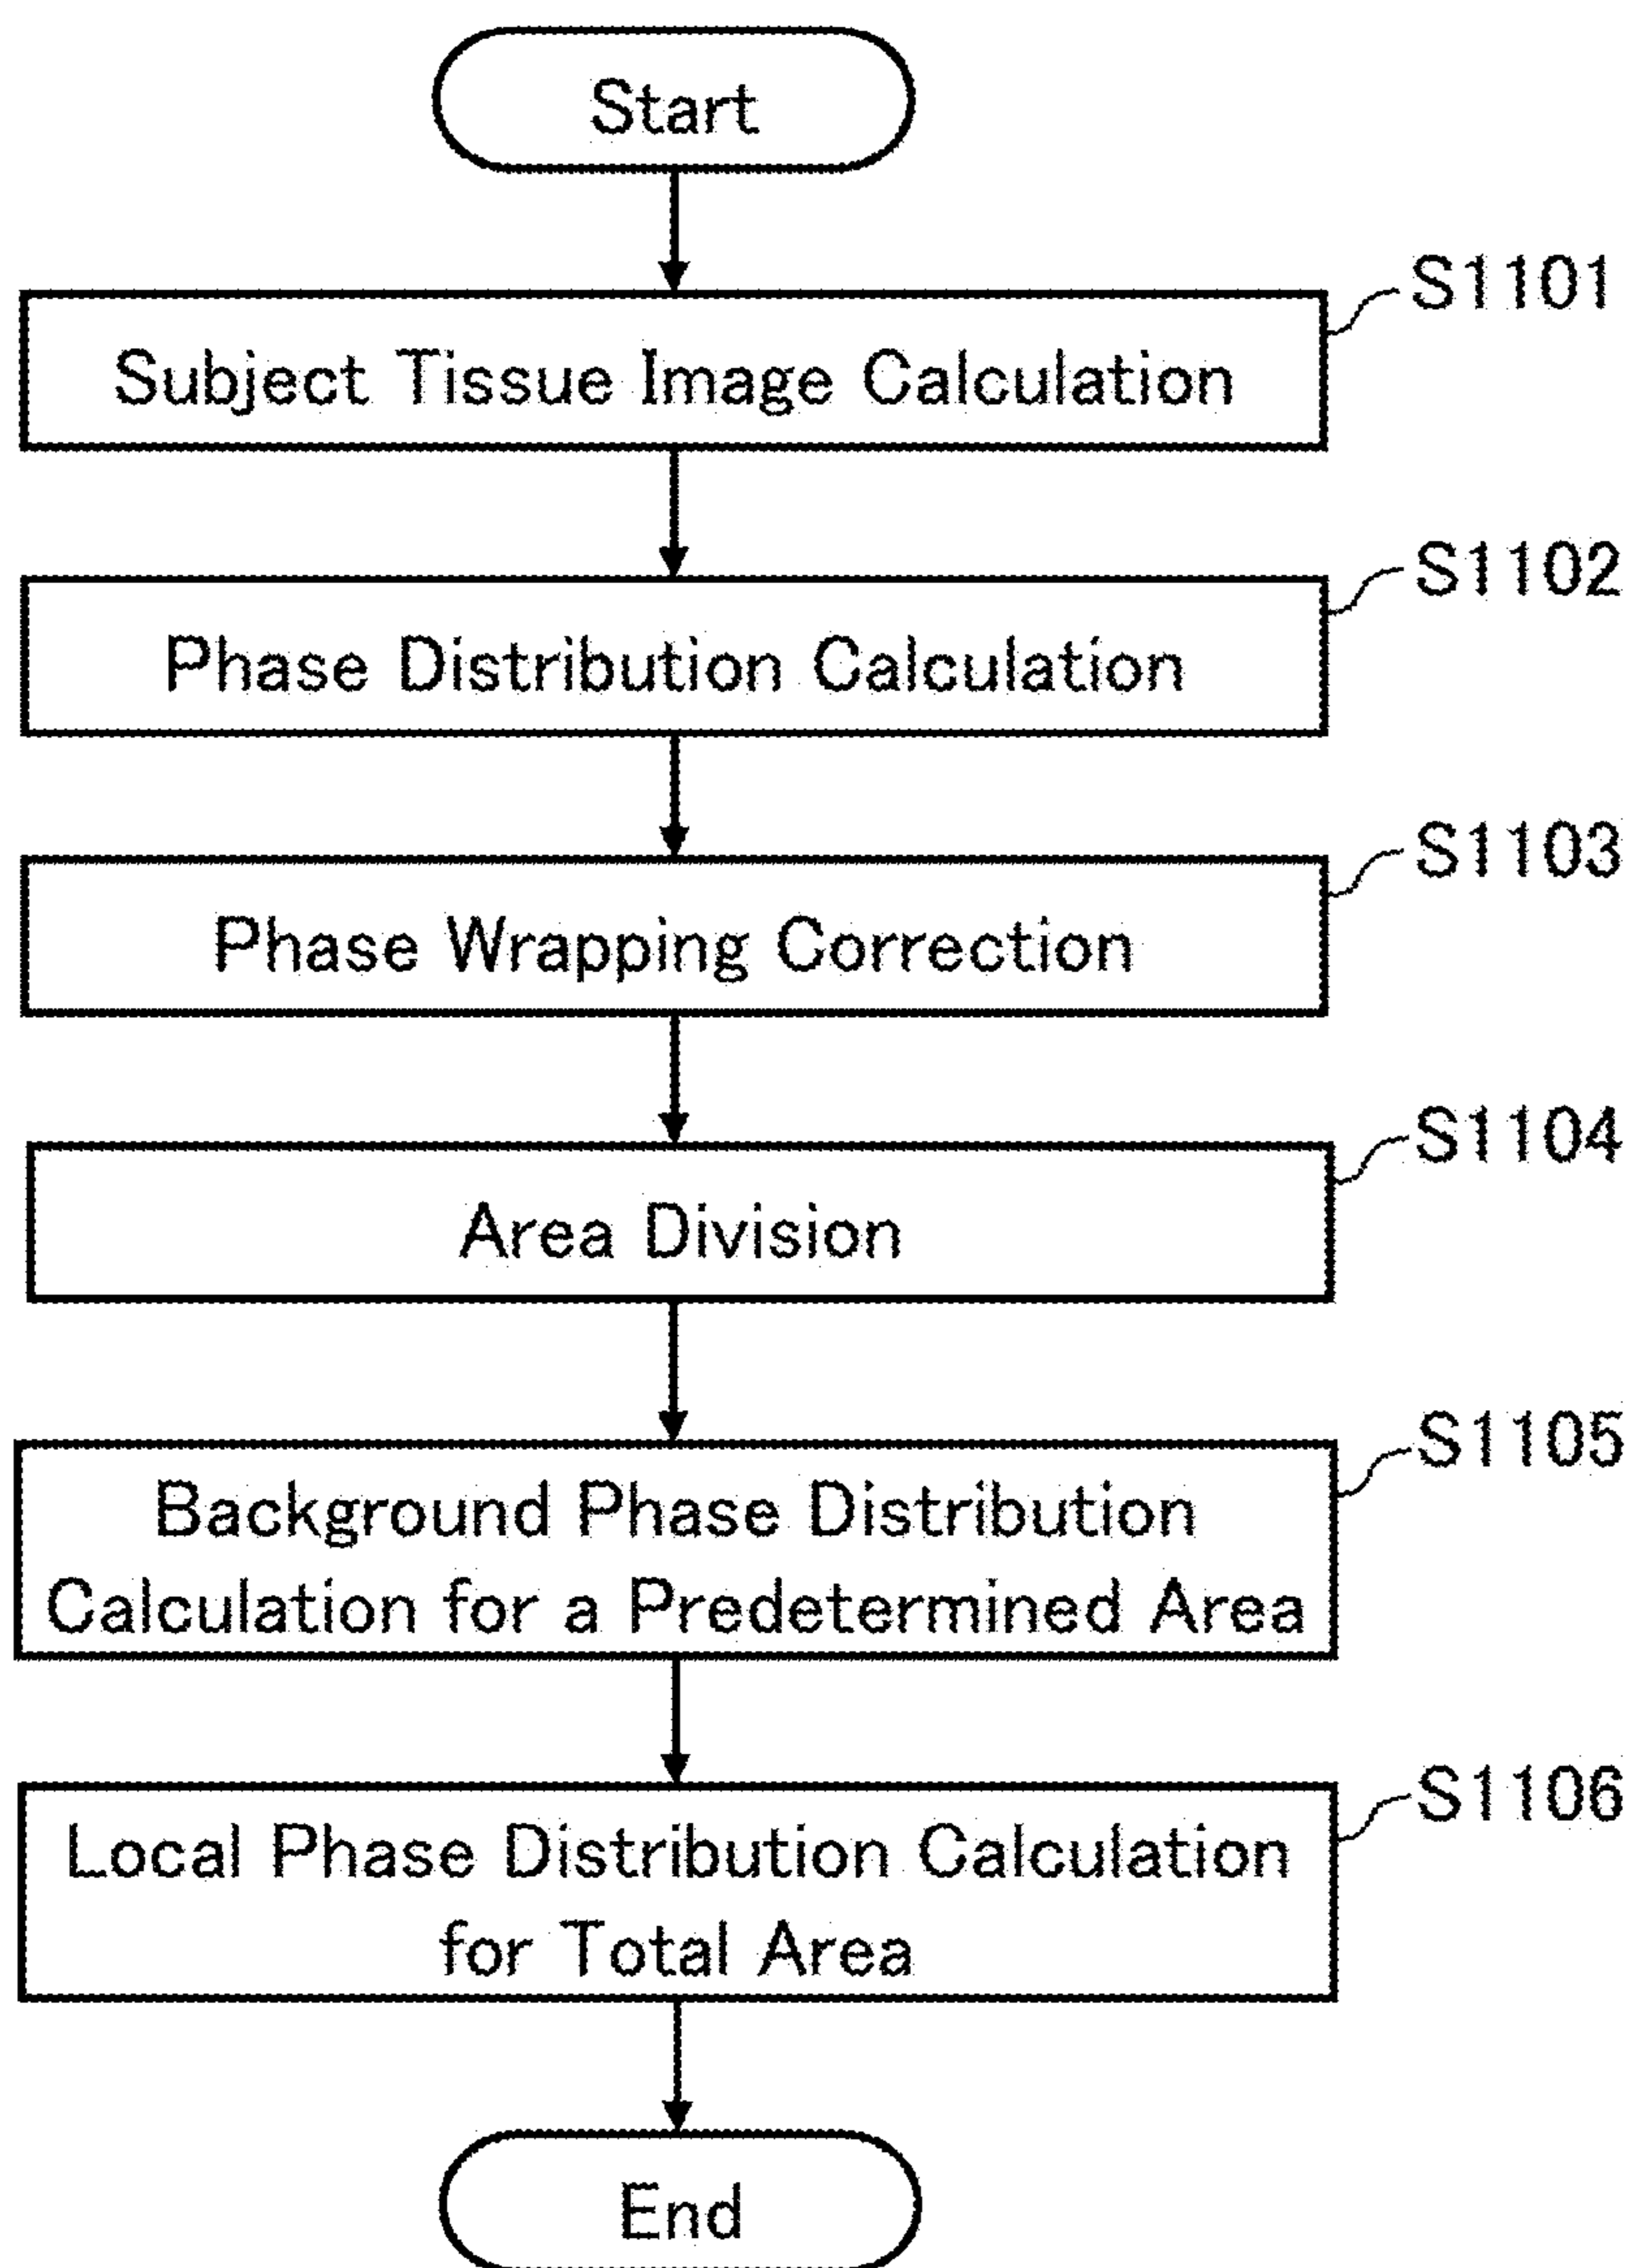 Start
S1101
Subject Tissue Image Calculation
S1102
Phase Distribution Calculation
S1103
Phase Wrapping Correction
S1104
Area Division
S1105
Background Phase Distribution
Calculation for a Predetermined Area
S1106
Local Phase Distribution Calculation
for Total Area
End